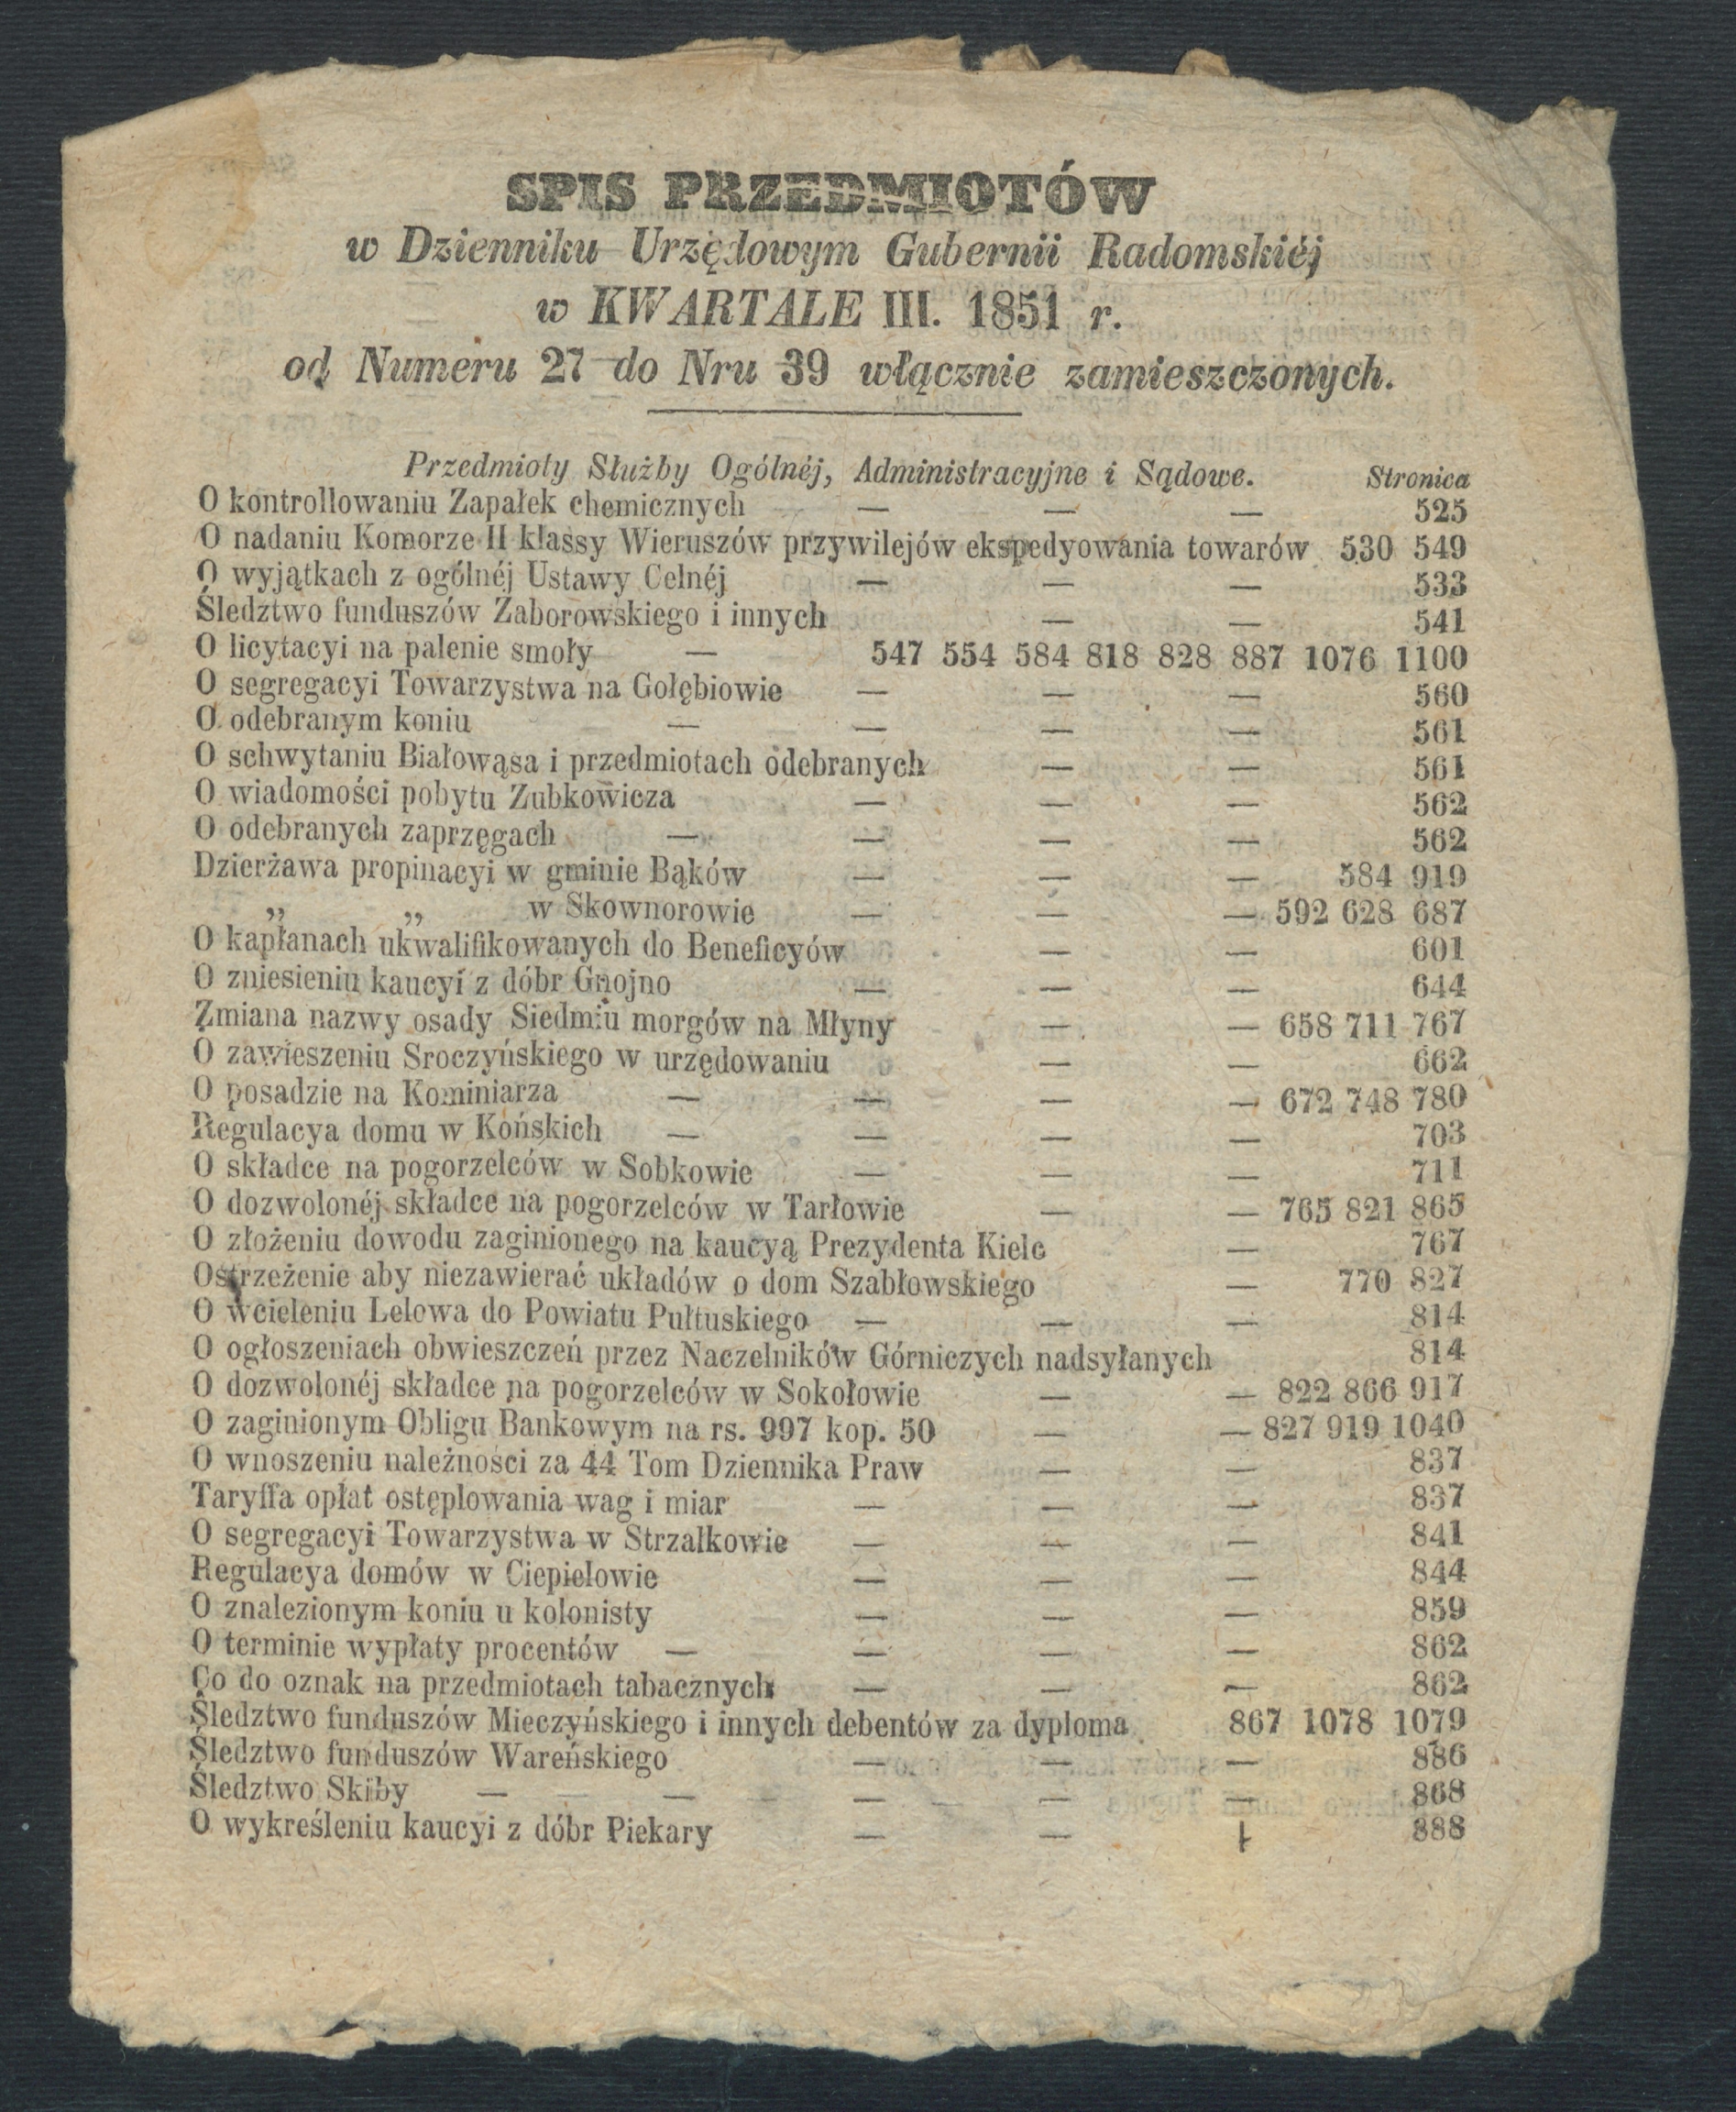 SPIS PRZEDMIOTÓW
w Dzienniku Urzędowym Gubernii Radomskiéj
w KWARTALE III. 1851 r.
od Numeru 27 do Nru 39 włącznie zamieszczonych.
Przedmioty Służby Ogólnéj, Administracyjne i Sądowe. Stronica
O kontrollowaniu Zapałek chemicznych — — — 525
O nadaniu Komorze II klassy Wieruszów przywilejów ekspedyowania towarów 530 549
O wyjątkach z ogólnéj Ustawy Celnéj — — — 533
Śledztwo funduszów Zaborowskiego i innych — — 541
O licytacyi na palenie smoły — 547 554 584 818 828 887 1076 1100
O segregacyi Towarzystwa na Gołębiowie — — — 560
O odebranym koniu — — — — 561
O schwytaniu Białowąsa i przedmiotach odebranych — — 561
O wiadomości pobytu Zubkowicza — — — 562
O odebranych zaprzęgach — — — — 562
Dzierżawa propinacyi w gminie Bąków — — — 584 919
„ „ w Skownorowie — — — 592 628 687
O kapłanach ukwalifikowanych do Beneficyów — — 601
O zniesieniu kaucyi z dóbr Gnojno — — — 644
Zmiana nazwy osady Siedmiu morgów na Młyny — — 658 711 767
O zawieszeniu Sroczyńskiego w urzędowaniu — — 662
O posadzie na Kominiarza — — — — 672 748 780
Regulacya domu w Końskich — — — — 703
O składce na pogorzelców w Sobkowie — — — 711
O dozwolonéj składce na pogorzelców w Tarłowie — — 765 821 865
O złożeniu dowodu zaginionego na kaucyą Prezydenta Kielc — 767
Ostrzeżenie aby niezawierać układów o dom Szabłowskiego — 770 827
O wcieleniu Lelowa do Powiatu Pułtuskiego — — — 814
O ogłoszeniach obwieszczeń przez Naczelników Górniczych nadsyłanych 814
O dozwolonéj składce na pogorzelców w Sokołowie — — 822 866 917
O zaginionym Obligu Bankowym na rs. 997 kop. 50 — — 827 919 1040
O wnoszeniu należności za 44 Tom Dziennika Praw — — 837
Taryffa opłat ostęplowania wag i miar — — — 837
O segregacyi Towarzystwa w Strzałkowie — — — 841
Regulacya domów w Ciepielowie — — — 844
O znalezionym koniu u kolonisty — — — 859
O terminie wypłaty procentów — — — — 862
Co do oznak na przedmiotach tabacznych — — — 862
Śledztwo funduszów Mieczyńskiego i innych debentów za dyploma 867 1078 1079
Śledztwo funduszów Wareńskiego — — — 886
Śledztwo Skiby — — — — — 868
O wykreśleniu kaucyi z dóbr Piekary — — — 888